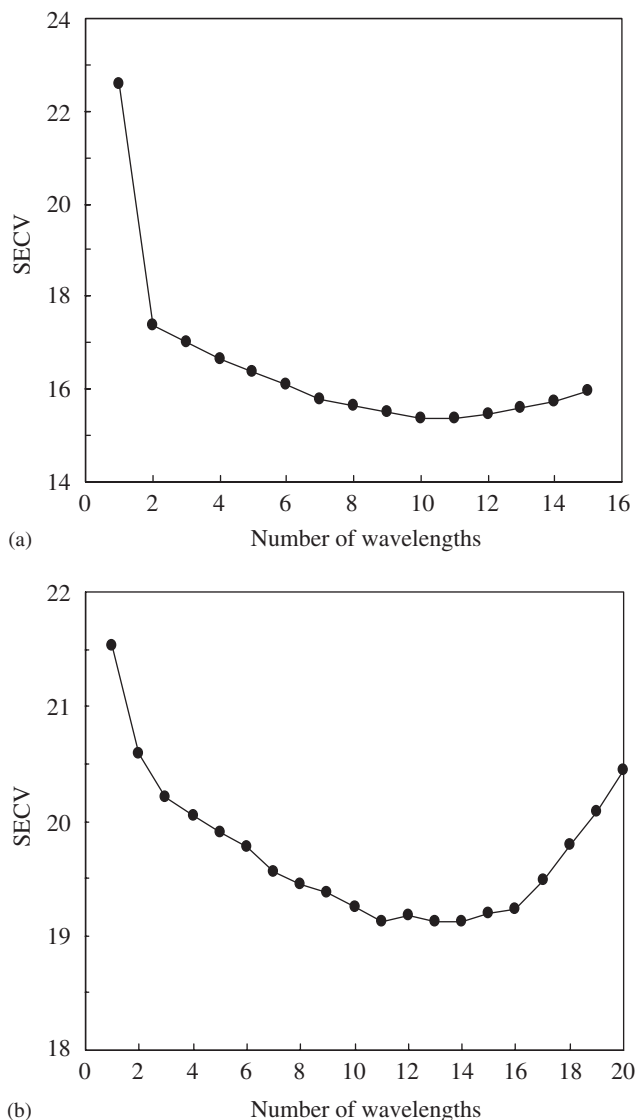 24
22
20
SECV
18
16
14
0 2 4 6 8 10 12 14 16
(a) Number of wavelengths
22
21
SECV
20
19
18
0 2 4 6 8 10 12 14 16 18 20
(b) Number of wavelengths